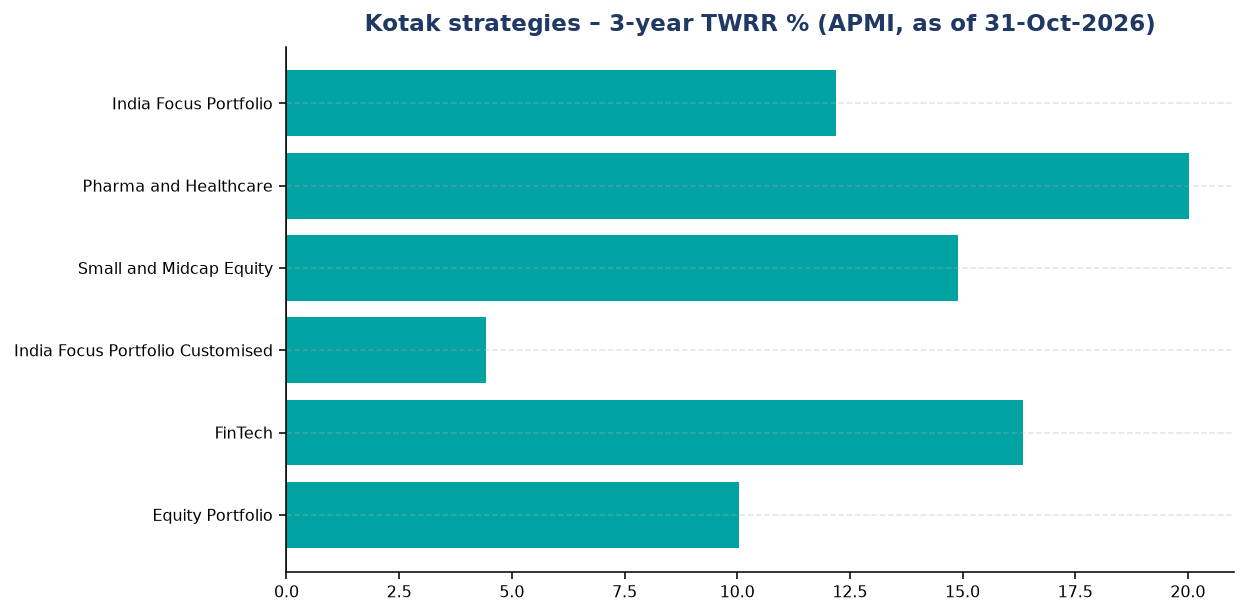 Kotak strategies – 3-year TWRR % (APMI, as of 31-Oct-2026)
India Focus Portfolio
Pharma and Healthcare
Small and Midcap Equity
India Focus Portfolio Customised
FinTech
Equity Portfolio
0.0 2.5 5.0 7.5 10.0 12.5 15.0 17.5 20.0